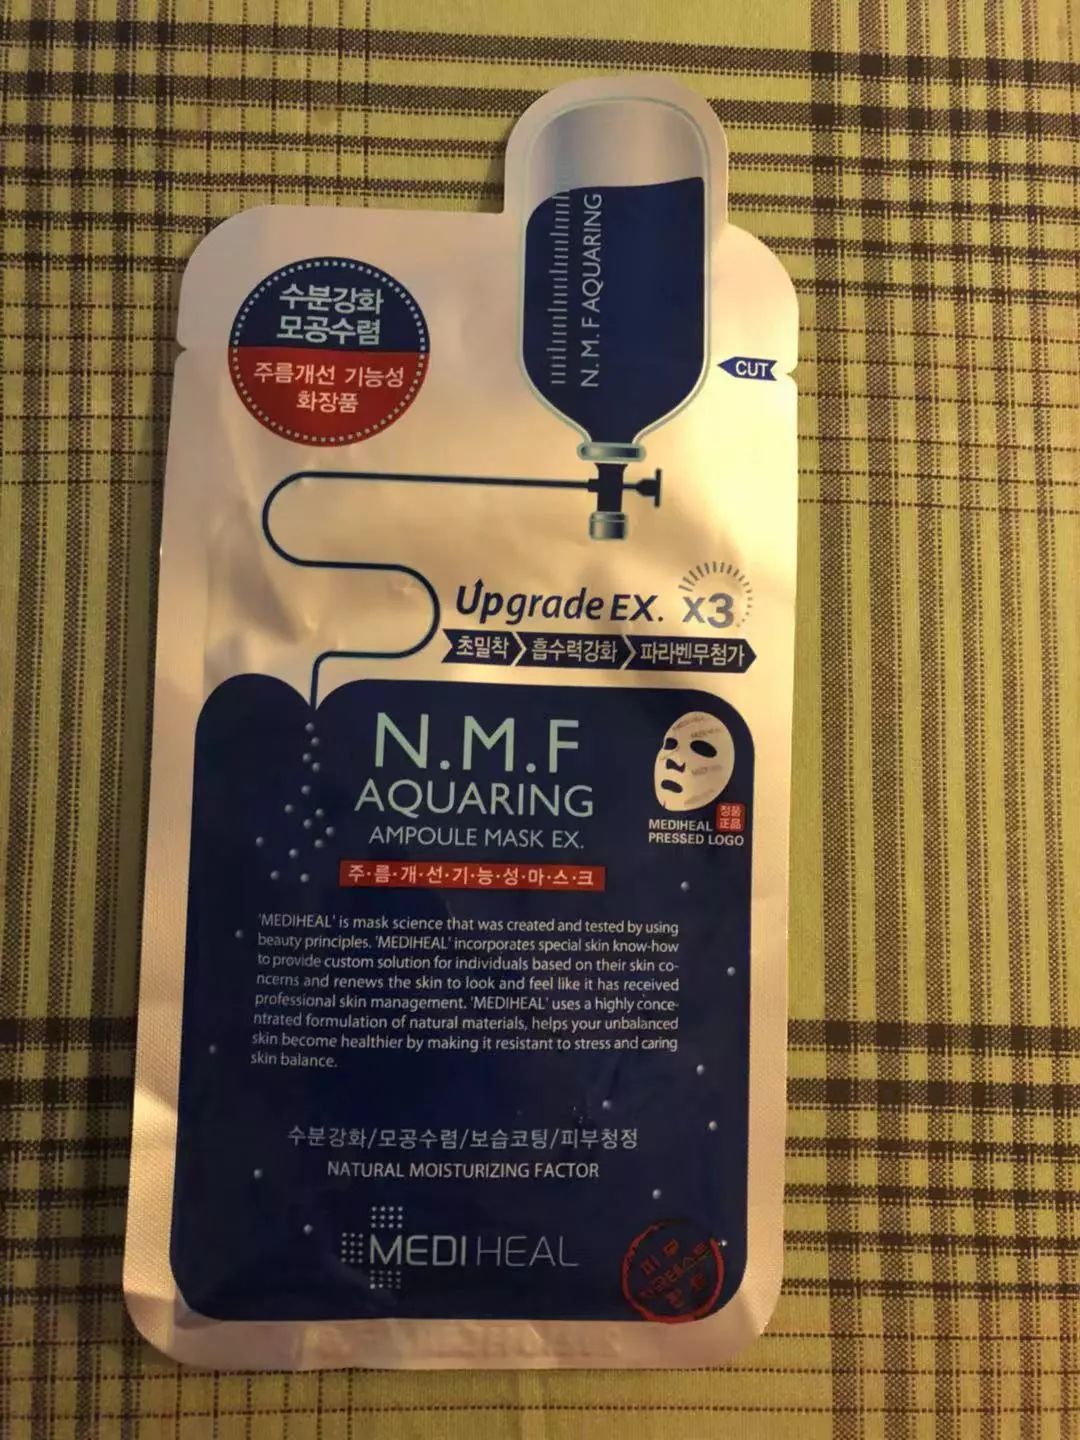 N.M.F AQUARING
수분강화
모공수렴
주름개선 기능성
화장품
CUT
Upgrade EX. X3
초밀착 흡수력강화 파라벤무첨가
N.M.F
AQUARING
AMPOULE MASK EX.
주·름·개·선·기·능·성·마·스·크
정품
正品
MEDIHEAL
PRESSED LOGO
'MEDIHEAL' is mask science that was created and tested by using
beauty principles. 'MEDIHEAL' incorporates special skin know-how
to provide custom solution for individuals based on their skin co-
ncerns and renews the skin to look and feel like it has received
professional skin management. 'MEDIHEAL' uses a highly conce-
ntrated formulation of natural materials, helps your unbalanced
skin become healthier by making it resistant to stress and caring
skin balance.
수분강화/모공수렴/보습코팅/피부청정
NATURAL MOISTURIZING FACTOR
MEDIHEAL
피부